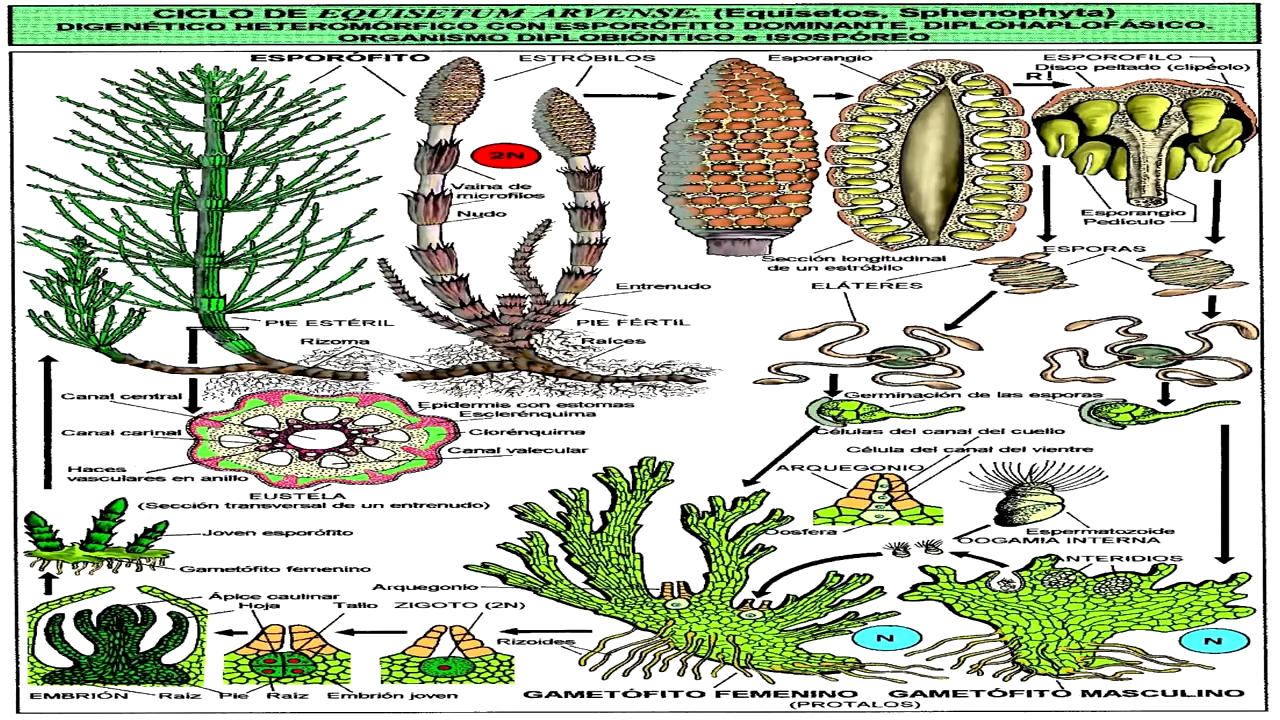 CICLO DE EQUISETUM ARVENSE. (Equisetos, Sphenophyta)
DIGENÉTICO HETEROMÓRFICO CON ESPORÓFITO DOMINANTE, DIPLOHAPLOFÁSICO,
ORGANISMO DIPLOBIÓNTICO e ISOSPÓREO
ESPORÓFITO
ESTRÓBILOS
Esporangio
R!
ESPOROFILO
Disco peltado (clipeolo)
2N
Vaina de
microfilos
Nudo
Esporangio
Pedículo
Sección longitudinal
de un estróbilo
ESPORAS
ELÁTERES
Entrenudo
PIE ESTÉRIL
PIE FÉRTIL
Rizoma
Raíces
Canal central
Epidermis con estomas
Esclerénquima
Canal carinal
Clorénquima
Canal valecular
Haces
vasculares en anillo
EUSTELA
(Sección transversal de un entrenudo)
Germinación de las esporas
Células del canal del cuello
Célula del canal del vientre
ARQUEGONIO
Oosfera
Espermatozoide
OOGAMIA INTERNA
ANTERIDIOS
Joven esporófito
Gametófito femenino
Arquegonio
Ápice caulinar
Hoja
Tallo
ZIGOTO (2N)
Rizoides
N
N
EMBRIÓN
Raíz
Pie
Raíz
Embrión joven
GAMETÓFITO FEMENINO
GAMETÓFITO MASCULINO
(PROTALOS)